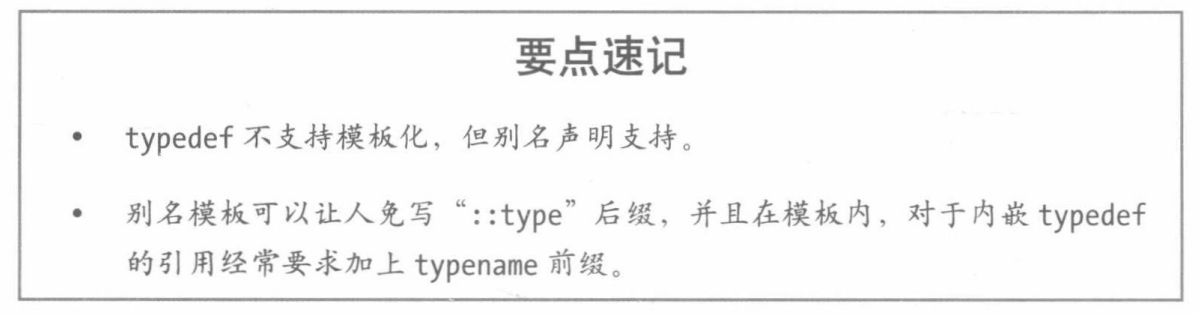 要点速记
• typedef 不支持模板化，但别名声明支持。
• 别名模板可以让人免写“::type”后缀，并且在模板内，对于内嵌 typedef
的引用经常要求加上 typename 前缀。